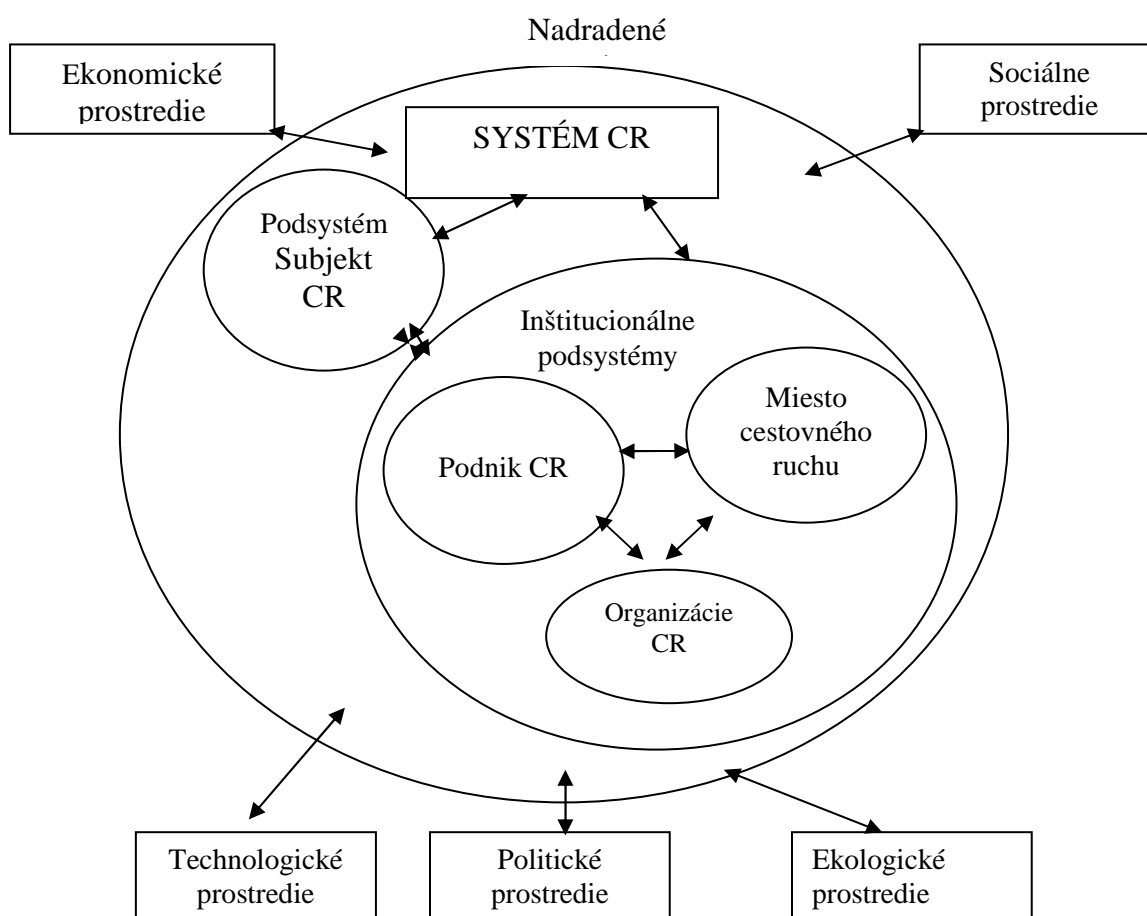 Nadradené
Ekonomické
prostredie
Sociálne
prostredie
SYSTÉM CR
Podsystém
Subjekt
CR
Inštitucionálne
podsystémy
Miesto
cestovného
ruchu
Podnik CR
Organizácie
CR
Technologické
prostredie
Politické
prostredie
Ekologické
prostredie